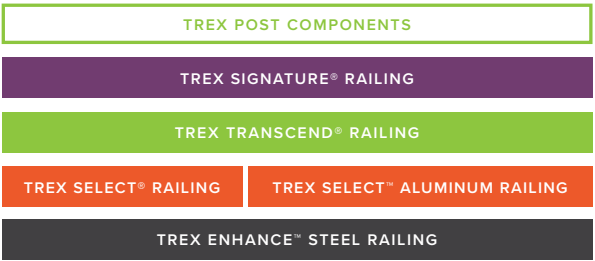 TREX POST COMPONENTS
TREX SIGNATURE® RAILING
TREX TRANSCEND® RAILING
TREX SELECT® RAILING
TREX SELECT™ ALUMINUM RAILING
TREX ENHANCE™ STEEL RAILING